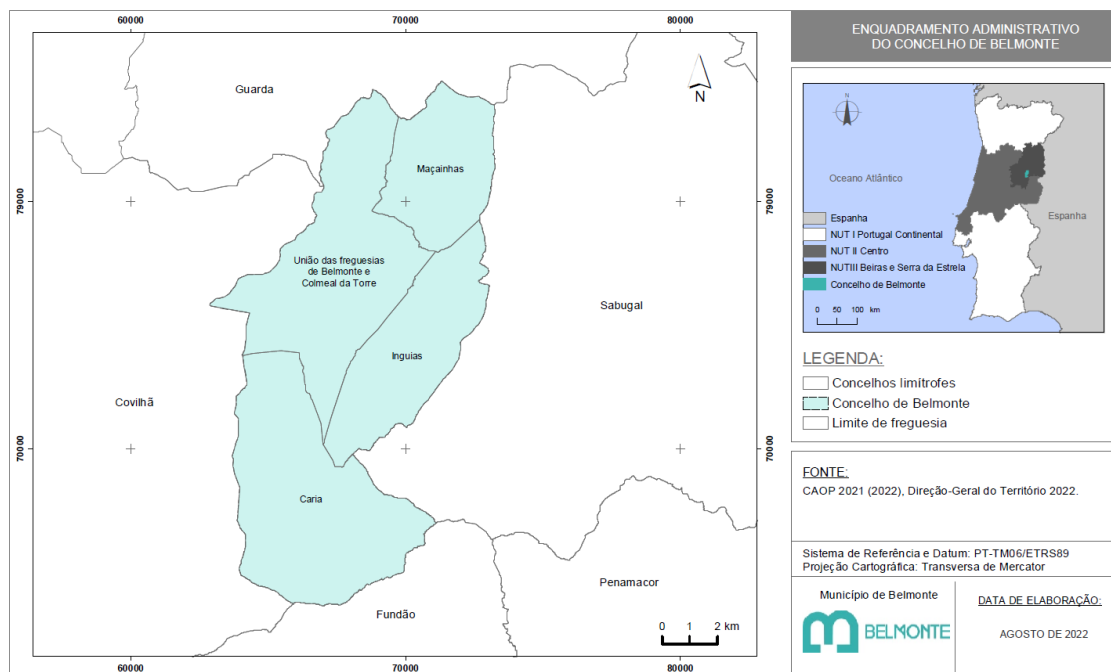 60000
70000
80000
79000
79000
70000
70000
60000
70000
80000
Guarda
N
Maçainhas
União das freguesias
de Belmonte e
Colmeal da Torre
Sabugal
Inguias
Covilhã
Caria
Penamacor
Fundão
0 1 2 km
ENQUADRAMENTO ADMINISTRATIVO
DO CONCELHO DE BELMONTE
N
Oceano Atlântico
Espanha
Espanha
NUT I Portugal Continental
NUT II Centro
NUTIII Beiras e Serra da Estrela
Concelho de Belmonte
0 50 100 km
LEGENDA:
Concelhos limítrofes
Concelho de Belmonte
Limite de freguesia
FONTE:
CAOP 2021 (2022), Direção-Geral do Território 2022.
Sistema de Referência e Datum: PT-TM06/ETRS89
Projeção Cartográfica: Transversa de Mercator
Município de Belmonte
BELMONTE
DATA DE ELABORAÇÃO:
AGOSTO DE 2022